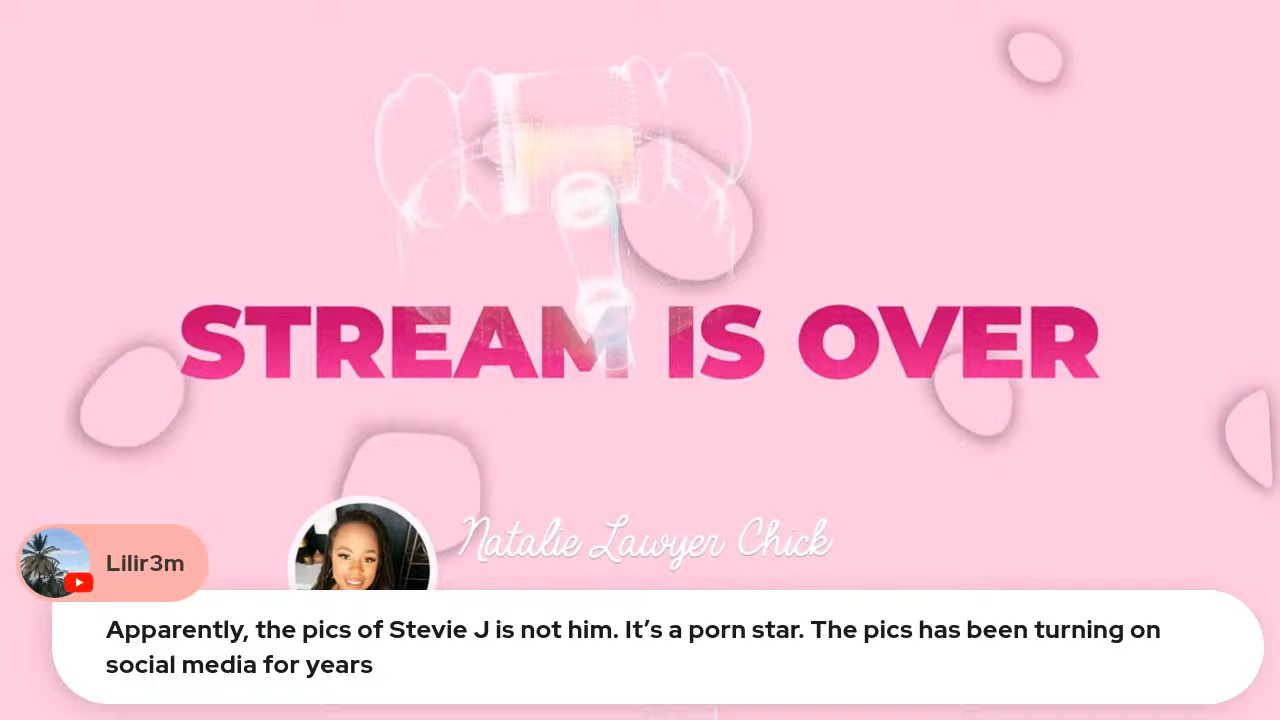 STREAM IS OVER
Natalie Lawyer Chick
Lilir3m
Apparently, the pics of Stevie J is not him. It’s a porn star. The pics has been turning on
social media for years